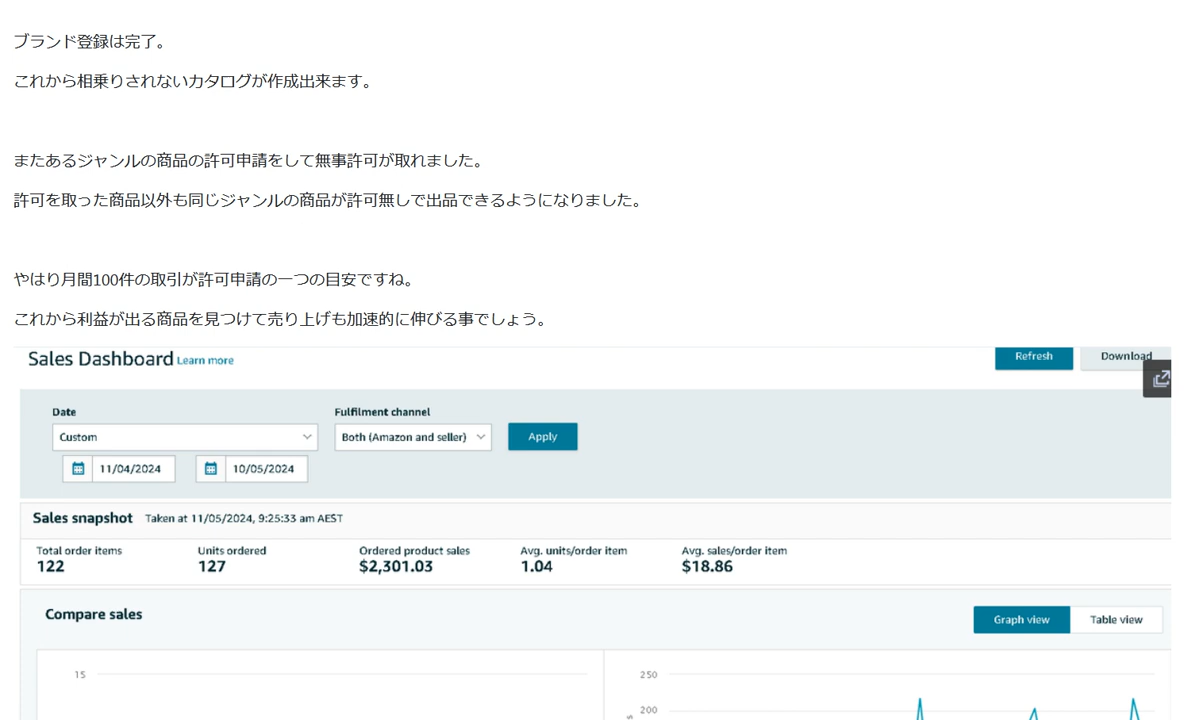 ブランド登録は完了。
これから相乗りされないカタログが作成出来ます。
またあるジャンルの商品の許可申請をして無事許可が取れました。
許可を取った商品以外も同じジャンルの商品が許可無しで出品できるようになりました。
やはり月間100件の取引が許可申請の一つの目安ですね。
これから利益が出る商品を見つけて売り上げも加速的に伸びる事でしょう。
Sales Dashboard Learn more
Refresh
Download
Date
Fulfilment channel
Custom
Both (Amazon and seller)
Apply
11/04/2024
10/05/2024
Sales snapshot Taken at 11/05/2024, 9:25:33 am AEST
Total order items
122
Units ordered
127
Ordered product sales
$2,301.03
Avg. units/order item
1.04
Avg. sales/order item
$18.86
Compare sales
Graph view
Table view
15
250
200